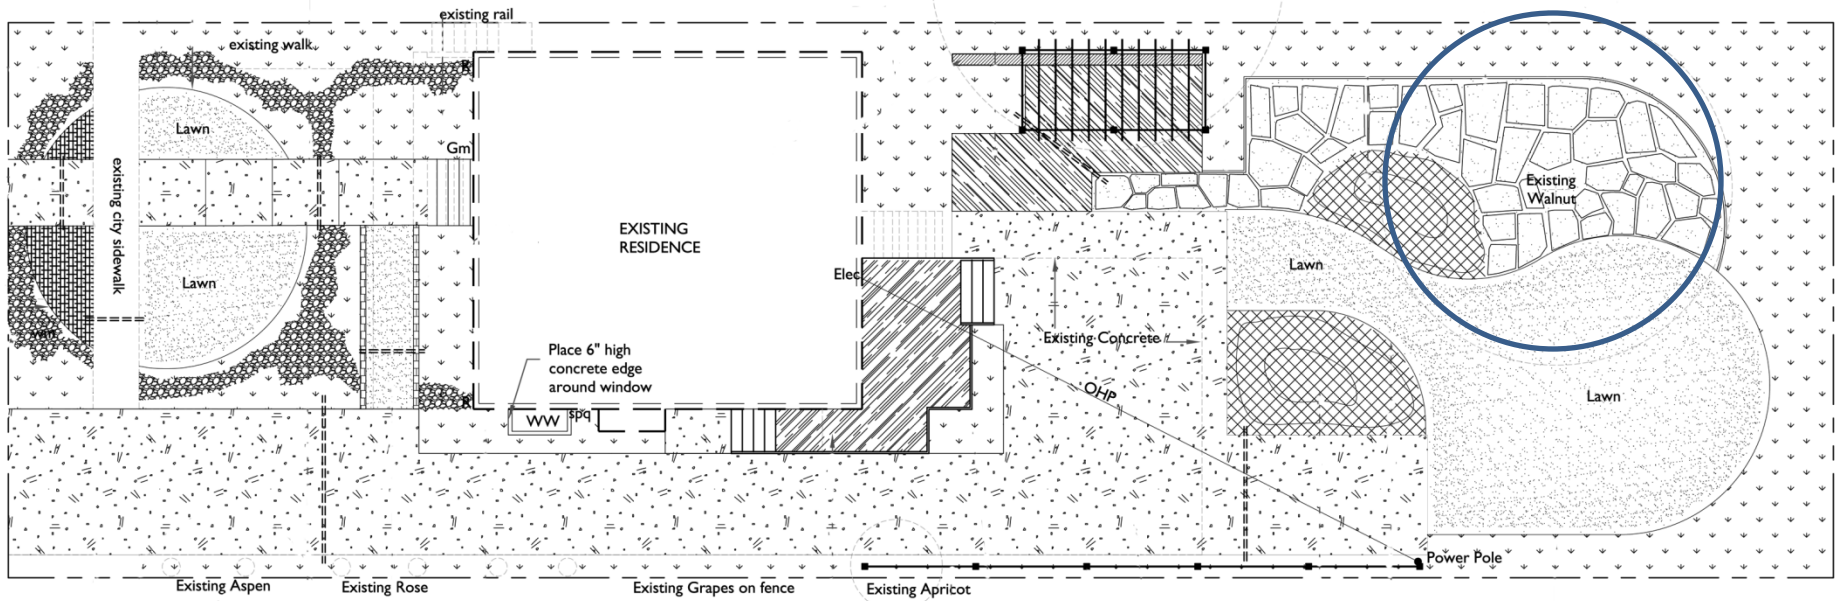 existing rail
existing walk
Lawn
Gm
existing city sidewalk
EXISTING
RESIDENCE
Existing
Walnut
Lawn
Lawn
Elec
Existing Concrete
Place 6" high
concrete edge
around window
spq
WW
OHP
Lawn
wm
Power Pole
Existing Aspen
Existing Rose
Existing Grapes on fence
Existing Apricot